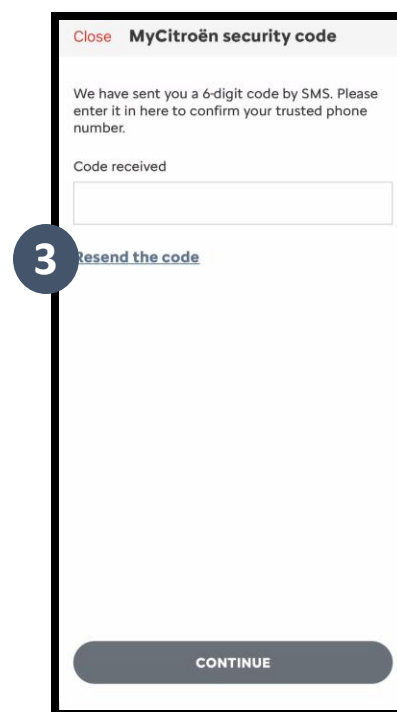 Close MyCitroën security code
We have sent you a 6-digit code by SMS. Please
enter it in here to confirm your trusted phone
number.
Code received
3
Resend the code
CONTINUE